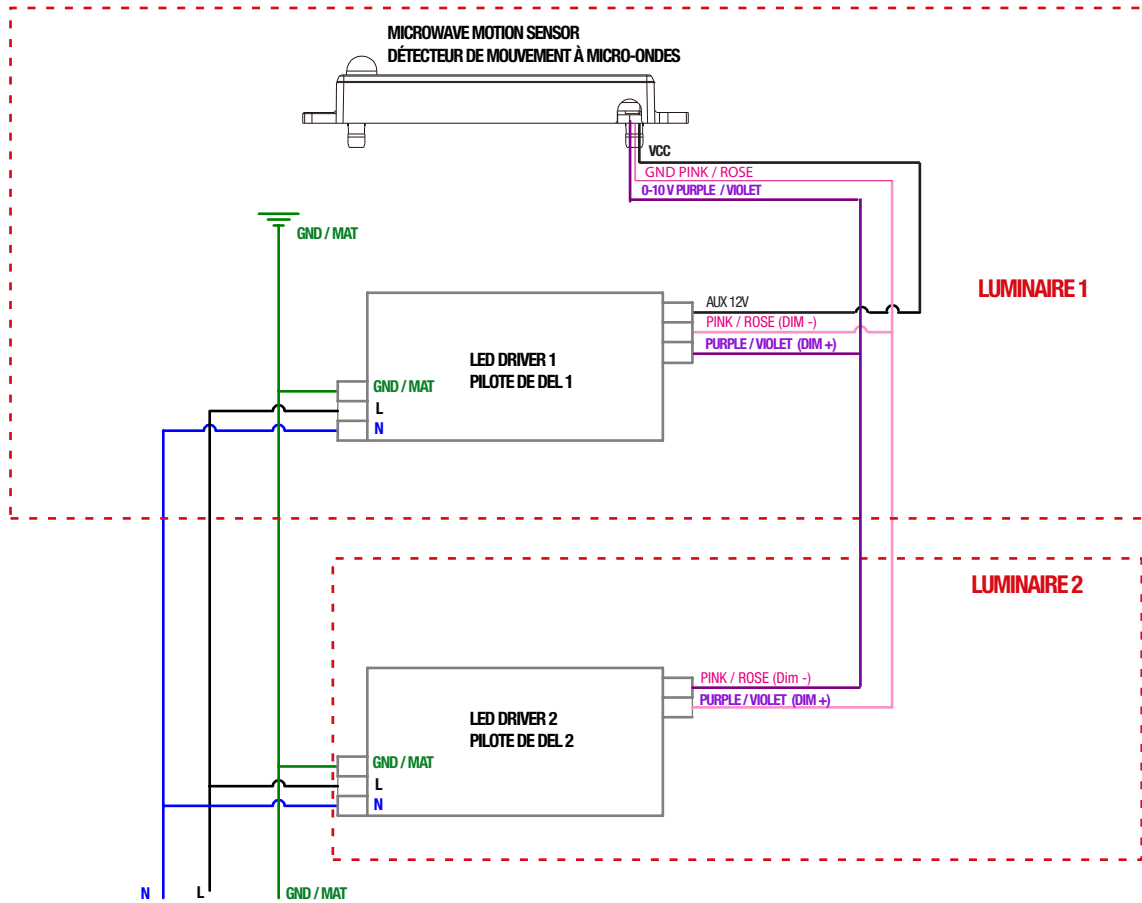 MICROWAVE MOTION SENSOR
DÉTECTEUR DE MOUVEMENT À MICRO-ONDES
VCC
GND PINK / ROSE
0-10 V PURPLE / VIOLET
GND / MAT
LUMINAIRE 1
AUX 12V
PINK / ROSE (DIM -)
PURPLE / VIOLET (DIM +)
LED DRIVER 1
PILOTE DE DEL 1
GND / MAT
L
N
LUMINAIRE 2
PINK / ROSE (Dim -)
PURPLE / VIOLET (DIM +)
LED DRIVER 2
PILOTE DE DEL 2
GND / MAT
L
N
N L GND / MAT